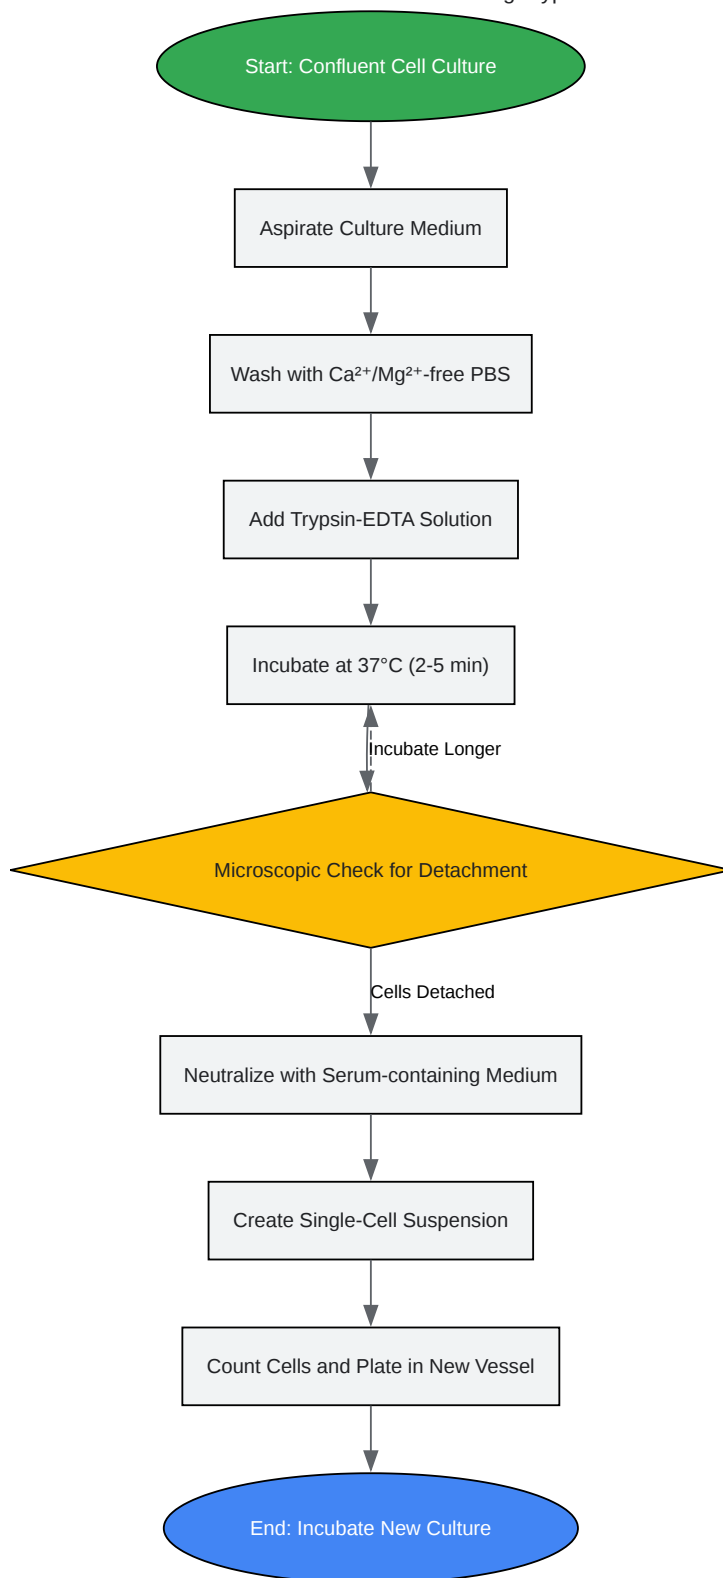 Start: Confluent Cell Culture
Aspirate Culture Medium
Wash with Ca²⁺/Mg²⁺-free PBS
Add Trypsin-EDTA Solution
Incubate at 37°C (2-5 min)
Incubate Longer
Microscopic Check for Detachment
Cells Detached
Neutralize with Serum-containing Medium
Create Single-Cell Suspension
Count Cells and Plate in New Vessel
End: Incubate New Culture